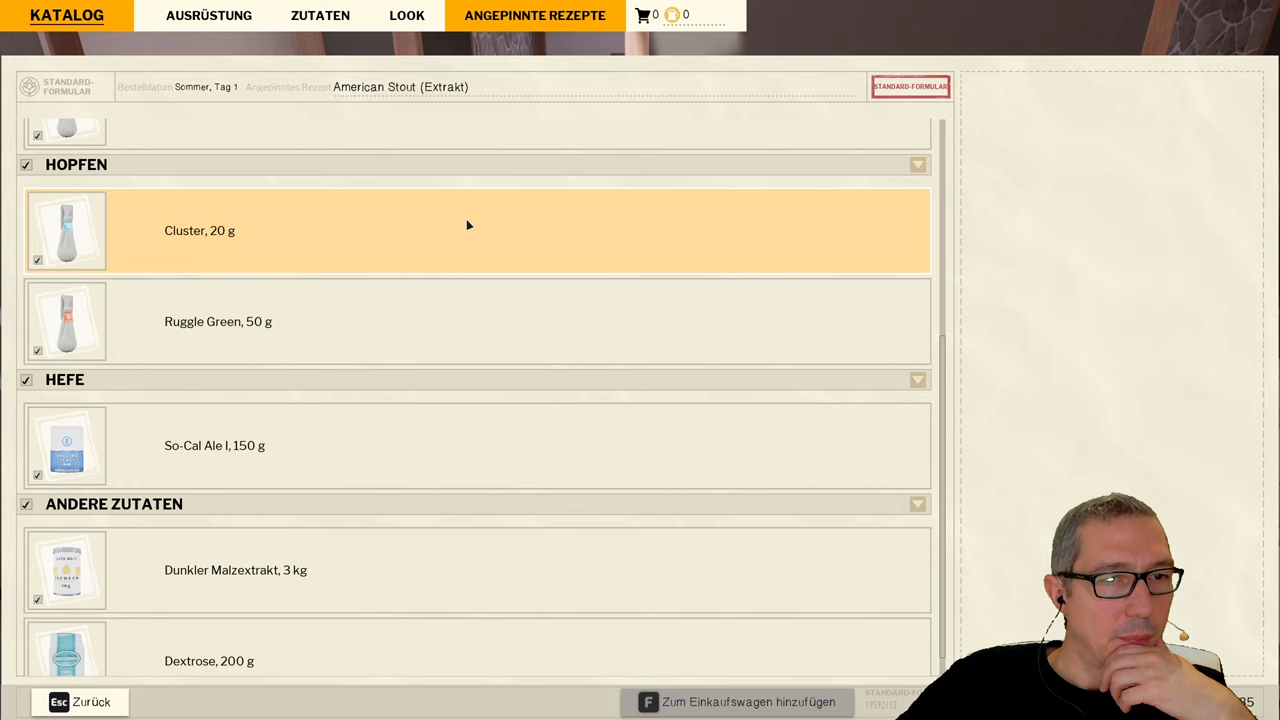 KATALOG AUSRÜSTUNG ZUTATEN LOOK ANGEPINNTE REZEPTE 0 0
STANDARD-
FORMULAR
Bestelldatum Sommer, Tag 1 Angepinntes Rezept American Stout (Extrakt)
STANDARD-FORMULAR
HOPFEN
Cluster, 20 g
Ruggle Green, 50 g
HEFE
So-Cal Ale I, 150 g
ANDERE ZUTATEN
Dunkler Malzextrakt, 3 kg
Dextrose, 200 g
Esc Zurück
F Zum Einkaufswagen hinzufügen